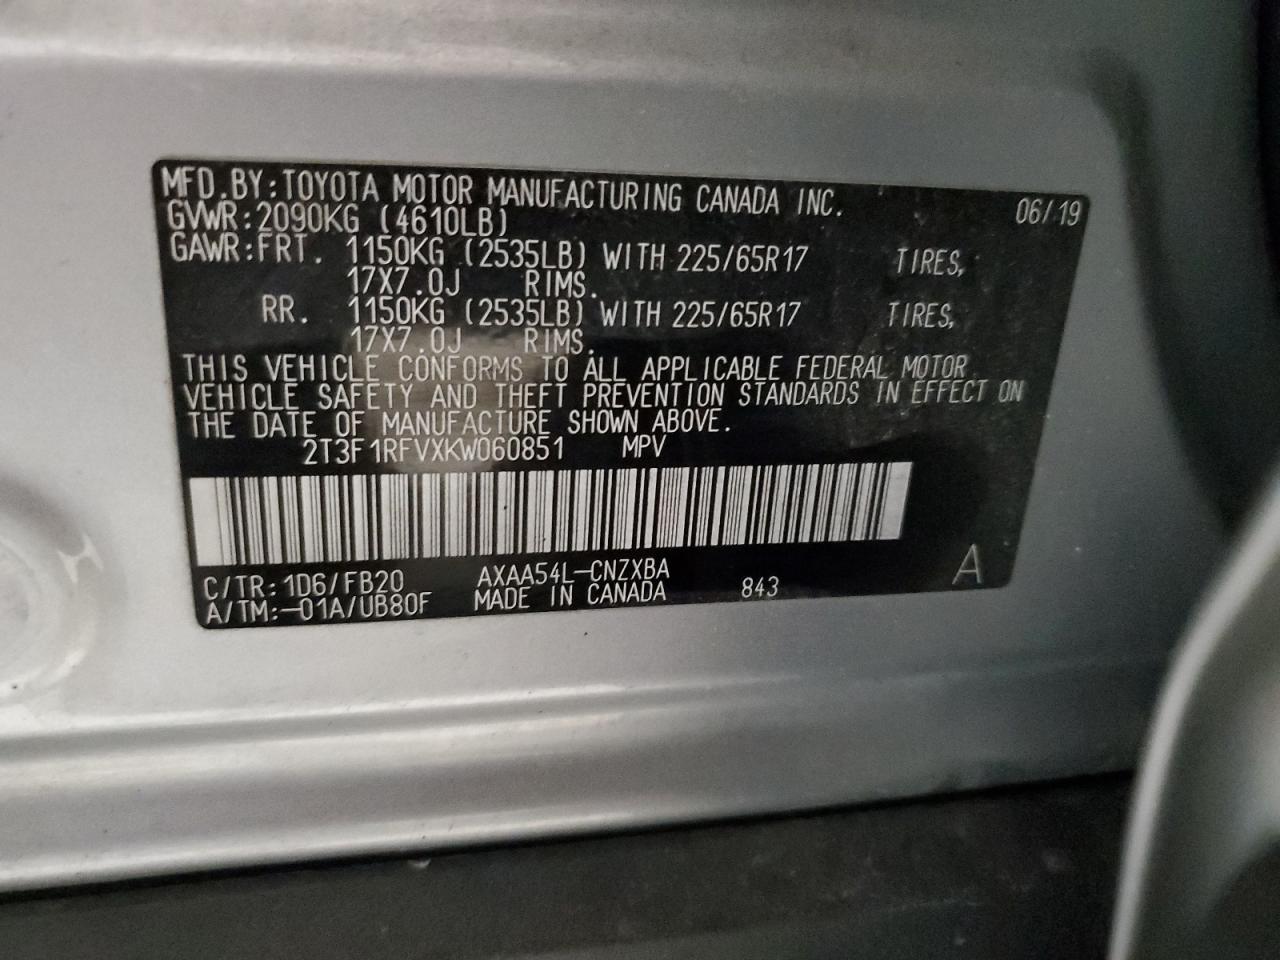 MFD.BY:TOYOTA MOTOR MANUFACTURING CANADA INC. 06/19
GVWR:2090KG (4610LB)
GAWR:FRT. 1150KG (2535LB) WITH 225/65R17 TIRES,
17X7.0J RIMS.
RR. 1150KG (2535LB) WITH 225/65R17 TIRES,
17X7.0J RIMS.
THIS VEHICLE CONFORMS TO ALL APPLICABLE FEDERAL MOTOR
VEHICLE SAFETY AND THEFT PREVENTION STANDARDS IN EFFECT ON
THE DATE OF MANUFACTURE SHOWN ABOVE.
2T3F1RFVXKW060851 MPV
C/TR:1D6/FB20 AXAA54L-CNZXBA 843 A
A/TM:-01A/UB80F MADE IN CANADA